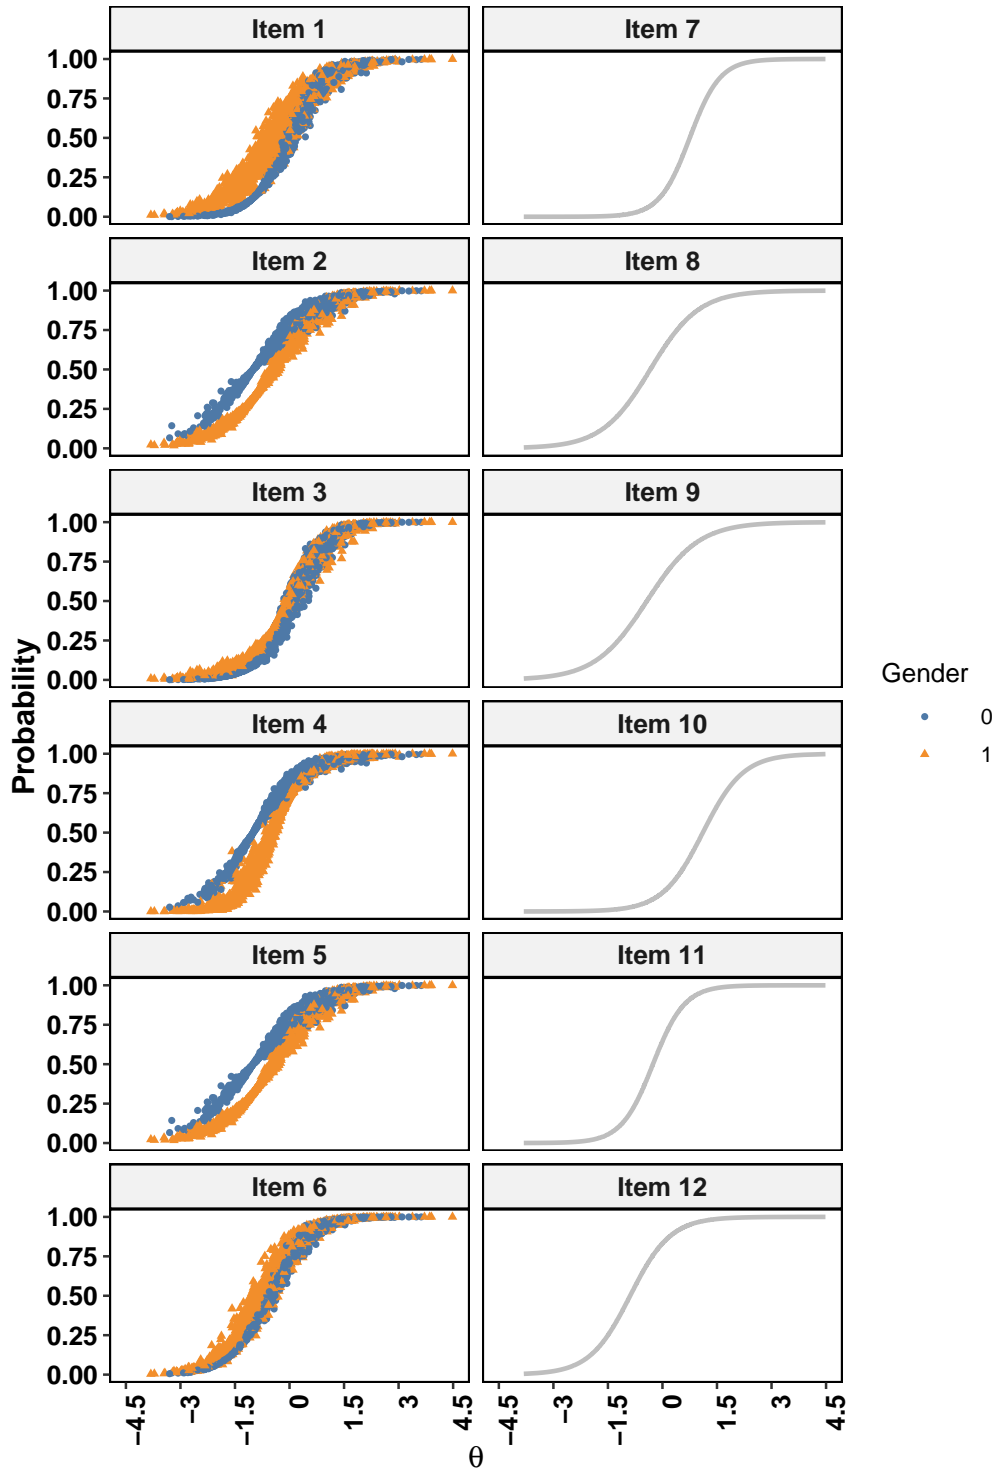 Item 1
Item 7
1.00
0.75
0.50
0.25
0.00
Item 2
Item 8
1.00
0.75
0.50
0.25
0.00
Item 3
Item 9
1.00
0.75
0.50
0.25
0.00
Item 4
Item 10
1.00
0.75
0.50
0.25
0.00
Item 5
Item 11
1.00
0.75
0.50
0.25
0.00
Item 6
Item 12
1.00
0.75
0.50
0.25
0.00
Probability
−4.5 −3 −1.5 0 1.5 3 4.5
−4.5 −3 −1.5 0 1.5 3 4.5
θ
Gender
0
1